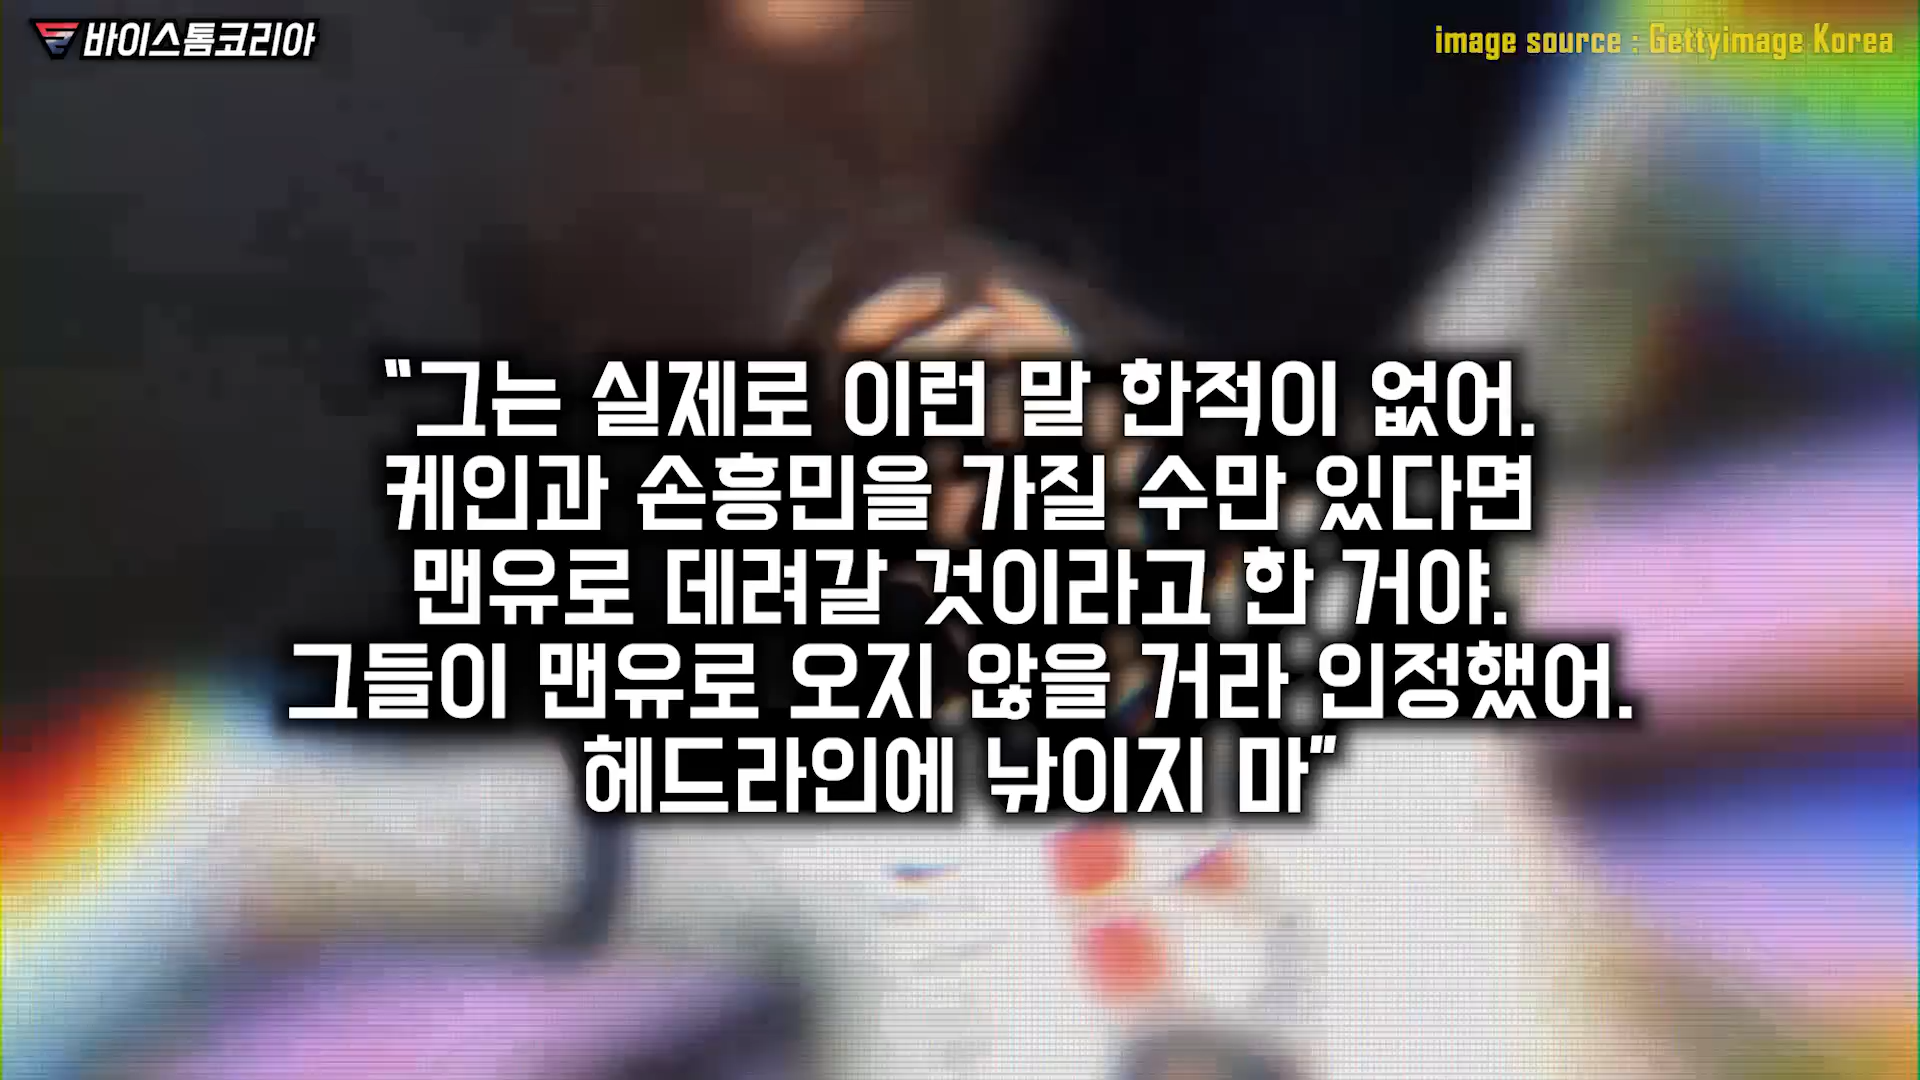 바이스톰코리아
image source : Gettyimage Korea
"그는 실제로 이런 말 한적이 없어.
케인과 손흥민을 가질 수만 있다면
맨유로 데려갈 것이라고 한 거야.
그들이 맨유로 오지 않을 거라 인정했어.
헤드라인에 낚이지 마"